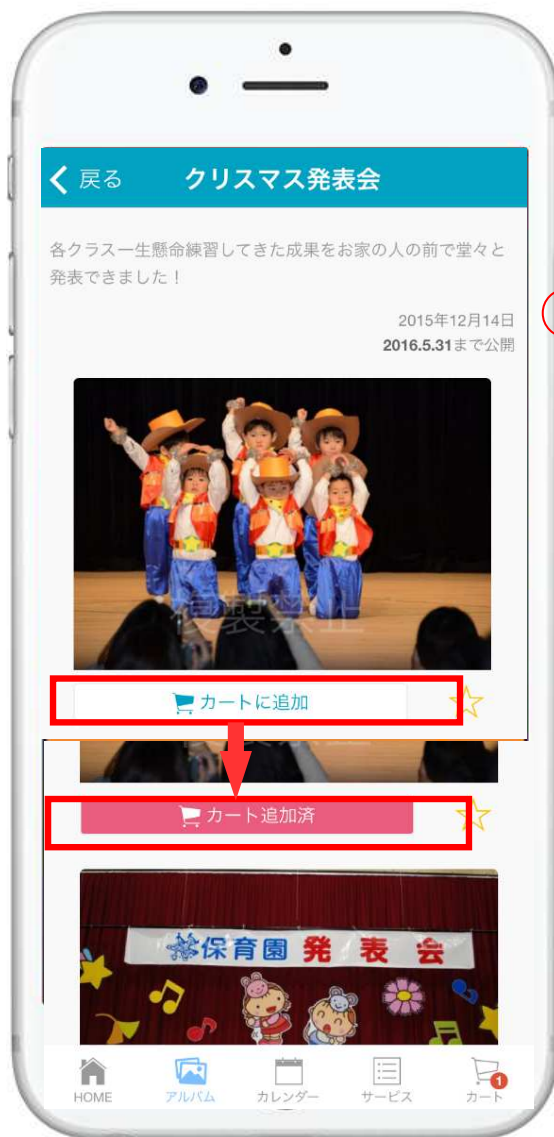 戻る クリスマス発表会
各クラス一生懸命練習してきた成果をお家の人の前で堂々と
発表できました！
2015年12月14日
2016.5.31まで公開
複製禁止
カートに追加
カート追加済
保育園 発表会
HOME アルバム カレンダー サービス 1 カート